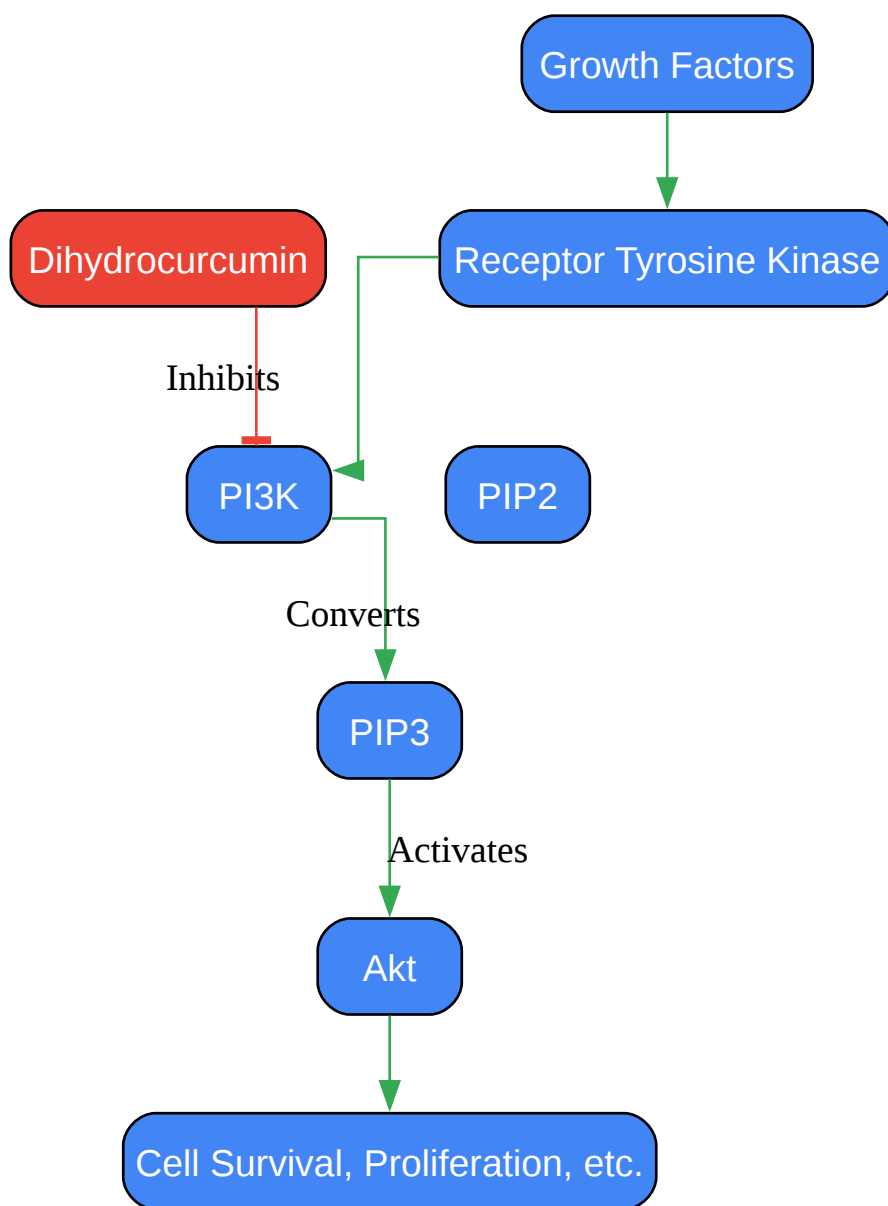 Growth Factors
Dihydrocurcumin
Receptor Tyrosine Kinase
Inhibits
PI3K
PIP2
Converts
PIP3
Activates
Akt
Cell Survival, Proliferation, etc.